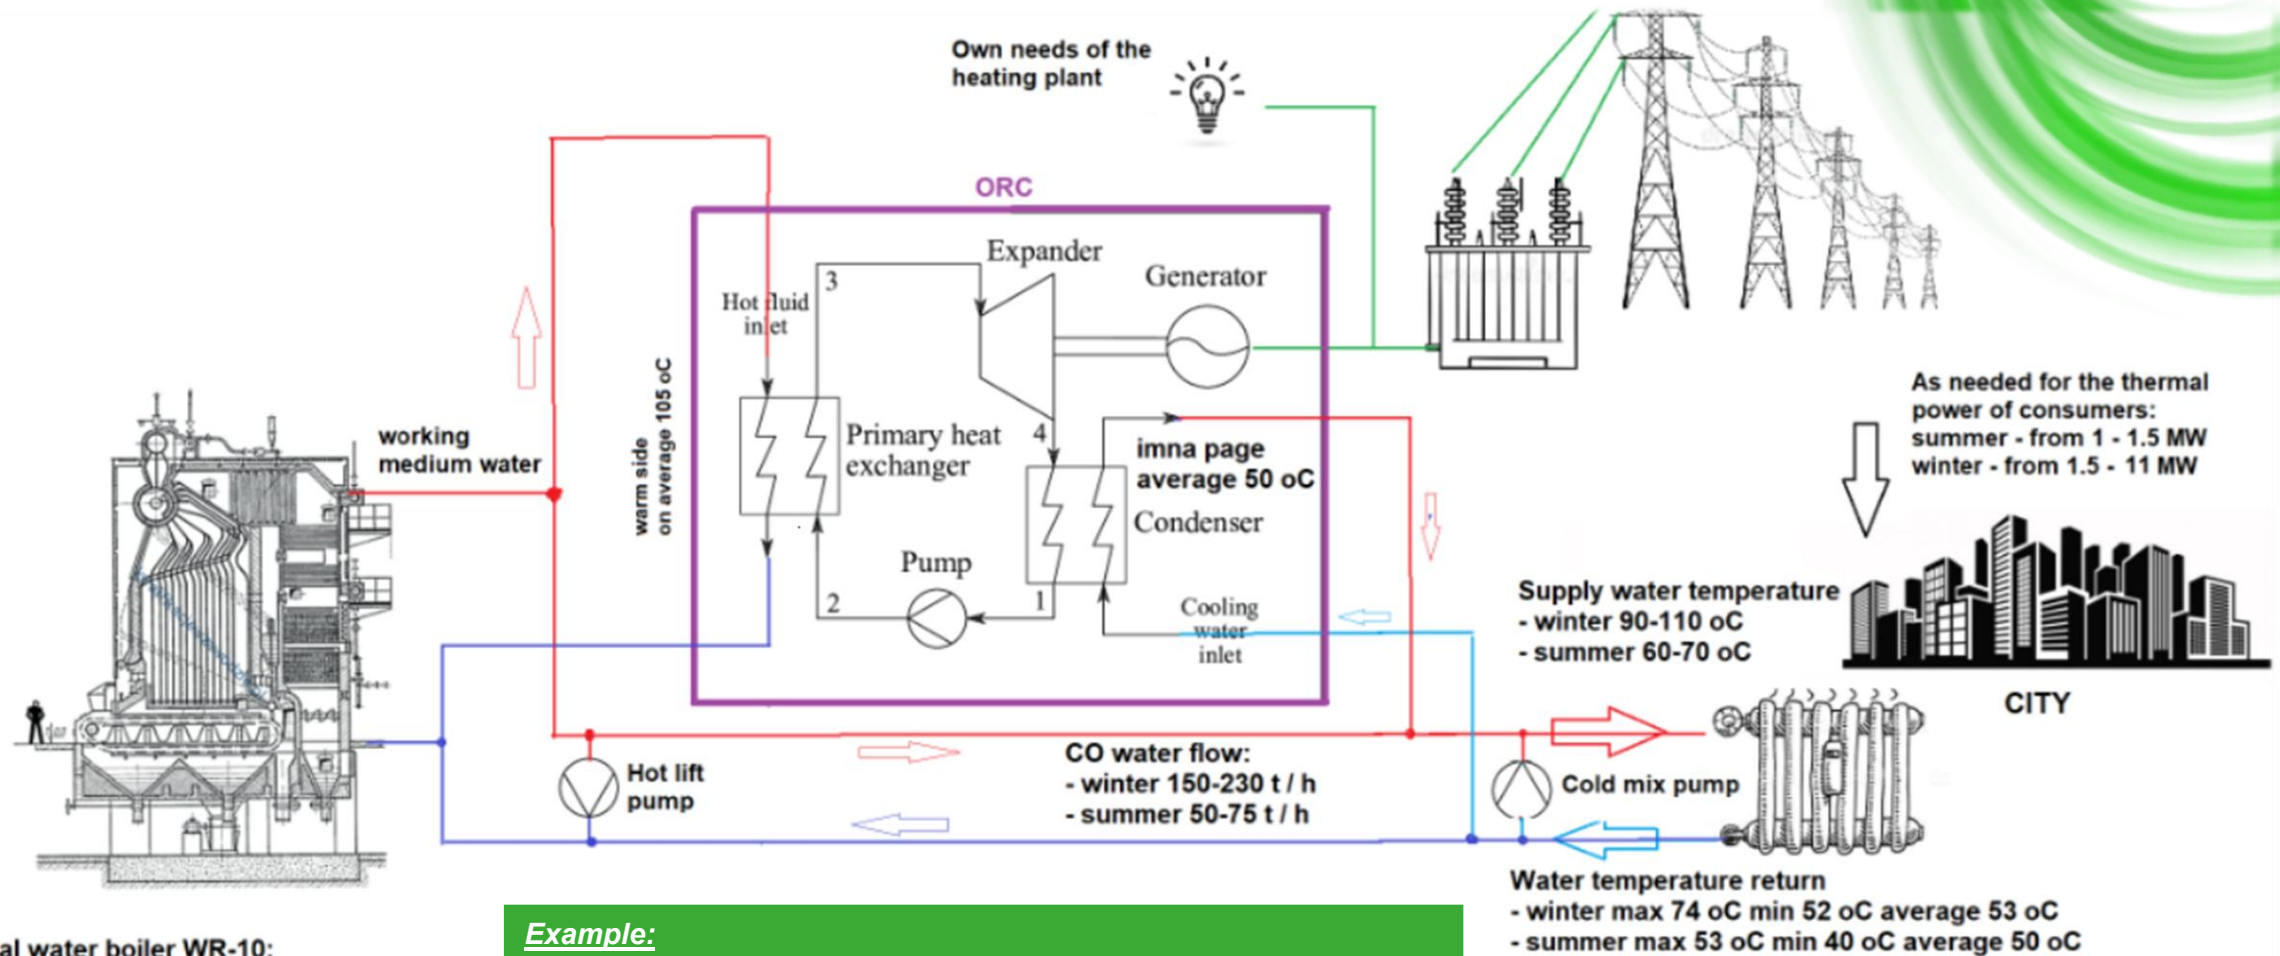 Own needs of the
heating plant
ORC
Expander
3
Generator
Hot fluid
inlet
warm side
on average 105 oC
As needed for the thermal
power of consumers:
summer - from 1 - 1.5 MW
winter - from 1.5 - 11 MW
working
medium water
Primary heat
exchanger
4
imna page
average 50 oC
Condenser
Pump
2
1
Cooling
water
inlet
Supply water temperature
- winter 90-110 oC
- summer 60-70 oC
CITY
Hot lift
pump
CO water flow:
- winter 150-230 t / h
- summer 50-75 t / h
Cold mix pump
Water temperature return
- winter max 74 oC min 52 oC average 53 oC
- summer max 53 oC min 40 oC average 50 oC
Example:
al water boiler WR-10: